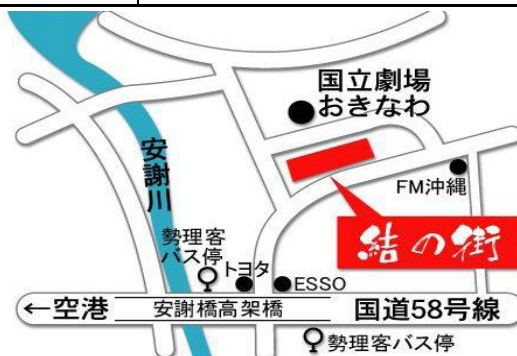 国立劇場
おきなわ
安謝川
FM沖縄
結の街
勢理客
バス停
トヨタ
ESSO
←空港
安謝橋高架橋
国道58号線
勢理客バス停